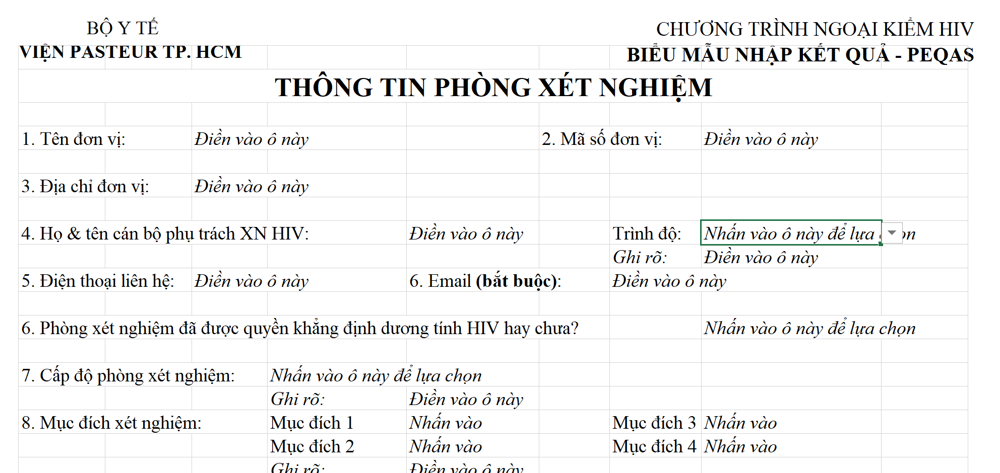 BỘ Y TẾ
CHƯƠNG TRÌNH NGOẠI KIỂM HIV
VIỆN PASTEUR TP. HCM
BIỂU MẪU NHẬP KẾT QUẢ - PEQAS
THÔNG TIN PHÒNG XÉT NGHIỆM
1. Tên đơn vị: Điền vào ô này 2. Mã số đơn vị: Điền vào ô này
3. Địa chỉ đơn vị: Điền vào ô này
4. Họ & tên cán bộ phụ trách XN HIV: Điền vào ô này Trình độ: Nhấn vào ô này để lựa
Ghi rõ: Điền vào ô này
5. Điện thoại liên hệ: Điền vào ô này 6. Email (bắt buộc): Điền vào ô này
6. Phòng xét nghiệm đã được quyền khẳng định dương tính HIV hay chưa? Nhấn vào ô này để lựa chọn
7. Cấp độ phòng xét nghiệm: Nhấn vào ô này để lựa chọn
Ghi rõ: Điền vào ô này
8. Mục đích xét nghiệm: Mục đích 1 Nhấn vào Mục đích 3 Nhấn vào
Mục đích 2 Nhấn vào Mục đích 4 Nhấn vào
Ghi rõ: Điền vào ô này